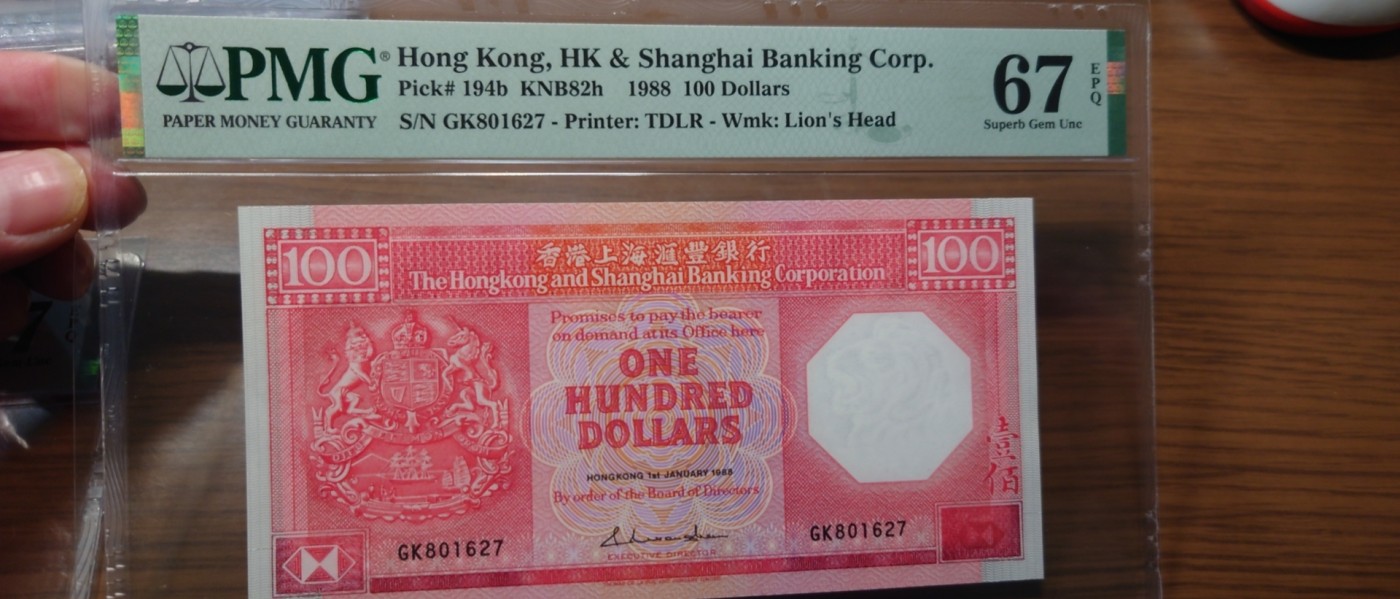 PMG® Hong Kong, HK & Shanghai Banking Corp.
Pick# 194b KNB82h 1988 100 Dollars
67 EPQ
PAPER MONEY GUARANTY
S/N GK801627 - Printer: TDLR - Wmk: Lion's Head
Superb Gem Unc
100
香港上海滙豐銀行
100
The Hongkong and Shanghai Banking Corporation
Promises to pay the bearer
on demand at its Office here
ONE
HUNDRED
DOLLARS
HONGKONG 1st JANUARY 1988
By order of the Board of Directors
壹佰
GK801627
EXECUTIVE DIRECTOR
GK801627
7